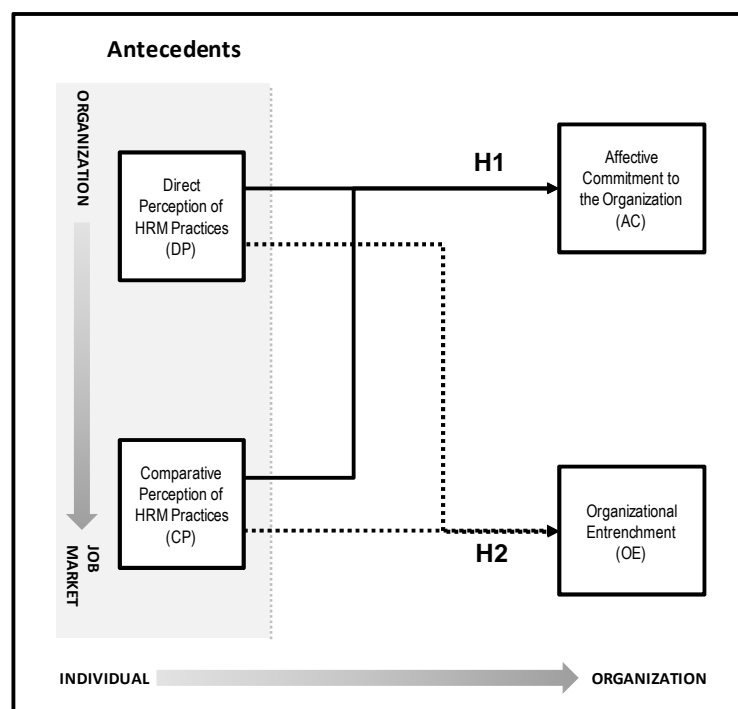 Antecedents
ORGANIZATION
Direct
Perception of
HRM Practices
(DP)
H1
Affective
Commitment to
the Organization
(AC)
Comparative
Perception of
HRM Practices
(CP)
H2
Organizational
Entrenchment
(OE)
JOB
MARKET
INDIVIDUAL
ORGANIZATION